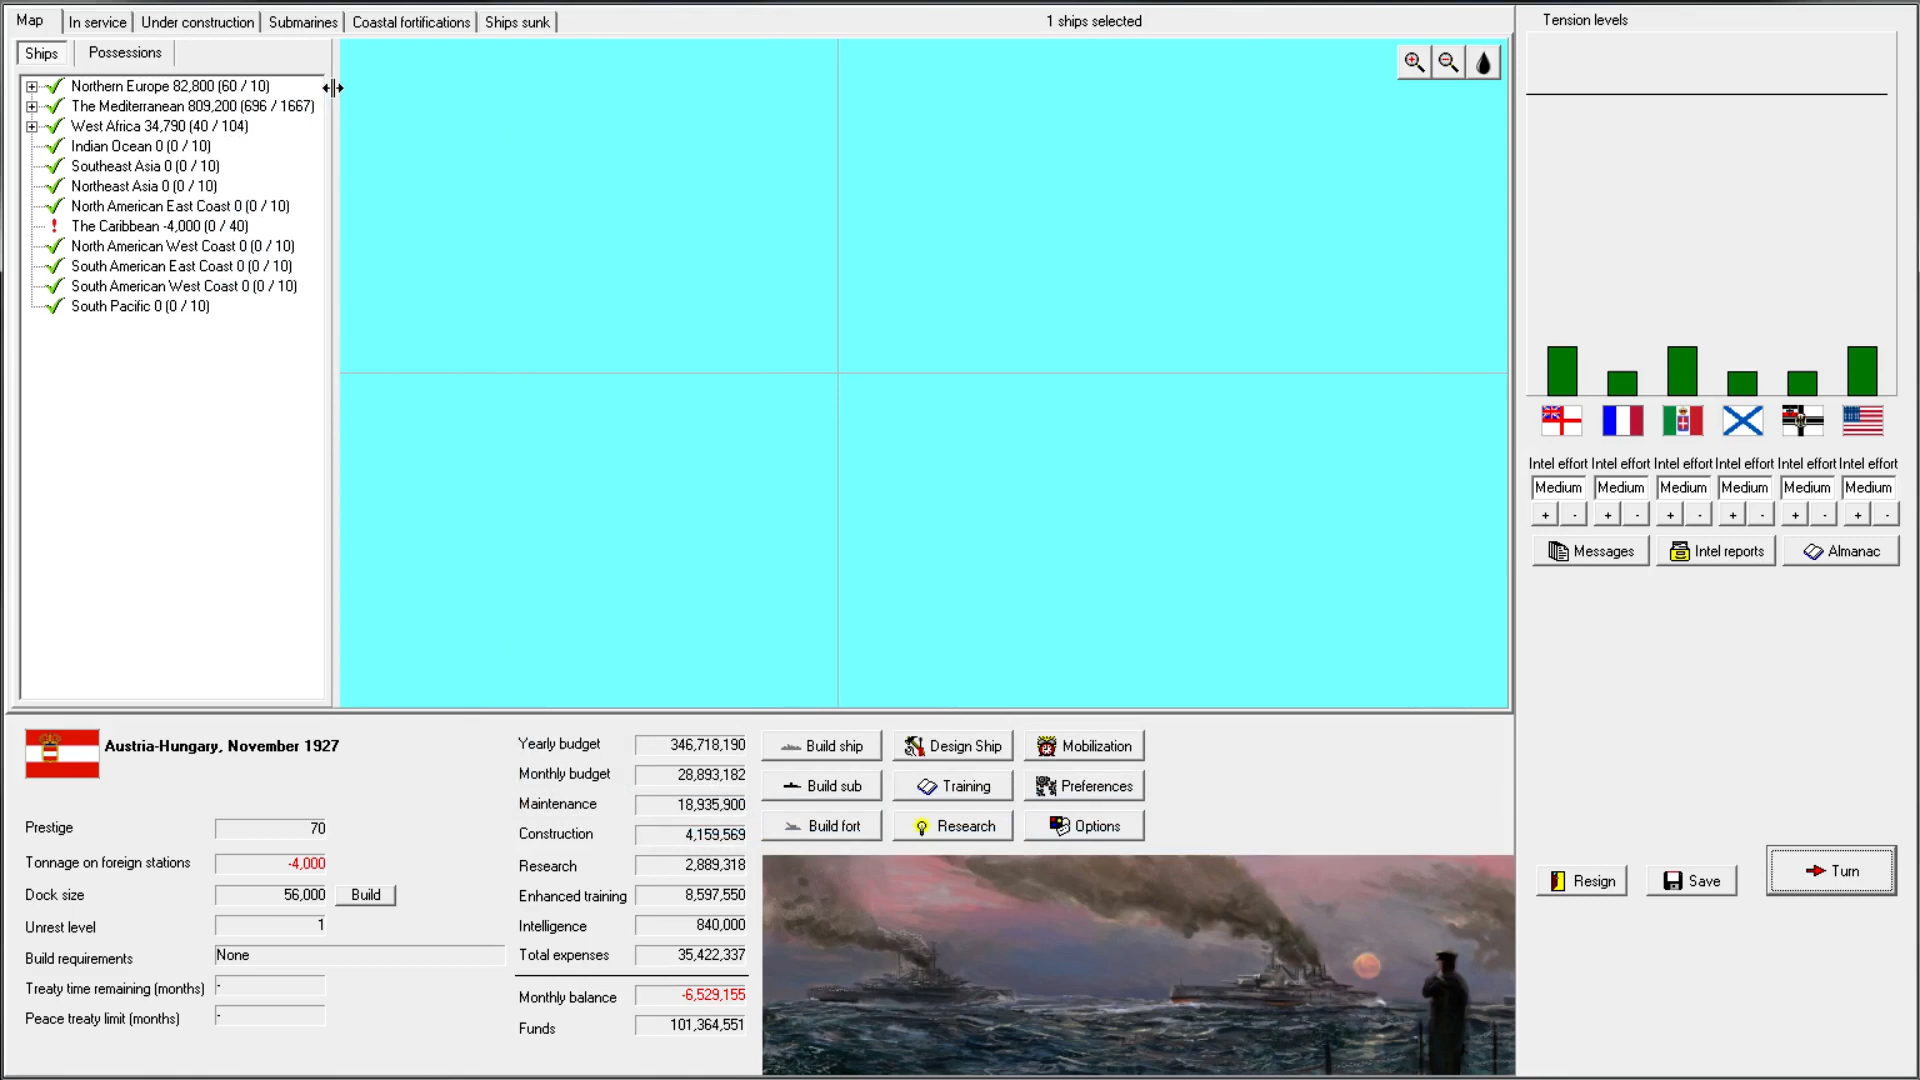 Map
In service
Under construction
Submarines
Coastal fortifications
Ships sunk
1 ships selected
Tension levels
Ships
Possessions
Northern Europe 82,800 (60 / 10)
The Mediterranean 809,200 (696 / 1667)
West Africa 34,790 (40 / 104)
Indian Ocean 0 (0 / 10)
Southeast Asia 0 (0 / 10)
Northeast Asia 0 (0 / 10)
North American East Coast 0 (0 / 10)
! The Caribbean -4,000 (0 / 40)
North American West Coast 0 (0 / 10)
South American East Coast 0 (0 / 10)
South American West Coast 0 (0 / 10)
South Pacific 0 (0 / 10)
Intel effort Intel effort Intel effort Intel effort Intel effort Intel effort
Medium Medium Medium Medium Medium Medium
+ - + - + - + - + - + -
Messages
Intel reports
Almanac
Austria-Hungary, November 1927
Prestige 70
Tonnage on foreign stations -4,000
Dock size 56,000 Build
Unrest level 1
Build requirements None
Treaty time remaining (months) -
Peace treaty limit (months) -
Yearly budget 346,718,190
Monthly budget 28,893,182
Maintenance 18,935,900
Construction 4,159,569
Research 2,889,318
Enhanced training 8,597,550
Intelligence 840,000
Total expenses 35,422,337
Monthly balance -6,529,155
Funds 101,364,551
Build ship
Design Ship
Mobilization
Build sub
Training
Preferences
Build fort
Research
Options
Resign
Save
Turn